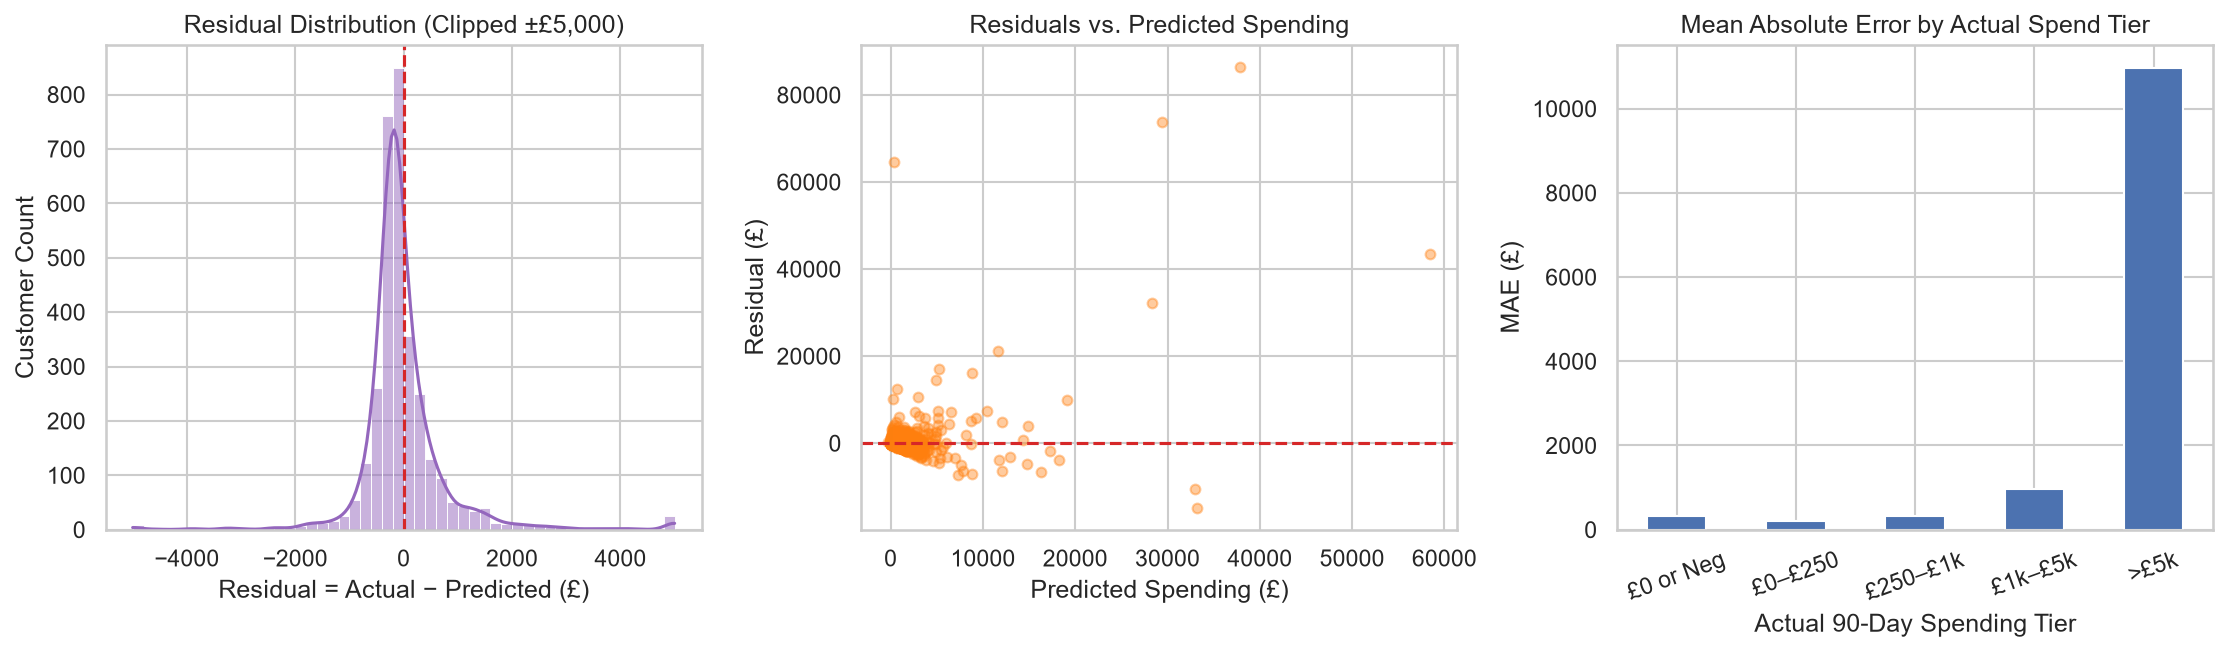 Residual Distribution (Clipped ±£5,000)
Customer Count
800
700
600
500
400
300
200
100
0
−4000
−2000
0
2000
4000
Residual = Actual − Predicted (£)
Residuals vs. Predicted Spending
Residual (£)
80000
60000
40000
20000
0
0
10000
20000
30000
40000
50000
60000
Predicted Spending (£)
Mean Absolute Error by Actual Spend Tier
MAE (£)
10000
8000
6000
4000
2000
0
£0 or Neg
£0–£250
£250–£1k
£1k–£5k
>£5k
Actual 90-Day Spending Tier